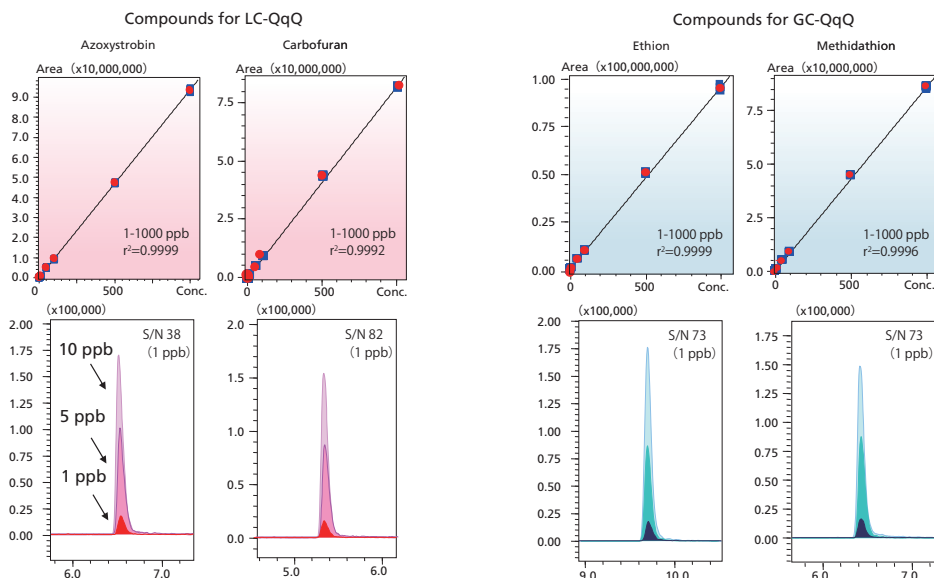 Compounds for LC-QqQ
Compounds for GC-QqQ
Azoxystrobin
Area (x10,000,000)
9.0
8.0
7.0
6.0
5.0
4.0
3.0
2.0
1.0
0.0
0
500
Conc.
1-1000 ppb
r²=0.9999
Carbofuran
Area (x10,000,000)
7.5
5.0
2.5
0.0
0
500
Conc.
1-1000 ppb
r²=0.9992
Ethion
Area (x100,000,000)
1.00
0.75
0.50
0.25
0.00
0
500
Conc.
1-1000 ppb
r²=0.9999
Methidathion
Area (x10,000,000)
7.5
5.0
2.5
0.0
0
500
Conc.
1-1000 ppb
r²=0.9996
(x100,000)
2.00
1.75
1.50
1.25
1.00
0.75
0.50
0.25
0.00
6.0
7.0
S/N 38
(1 ppb)
10 ppb
5 ppb
1 ppb
(x100,000)
2.0
1.5
1.0
0.5
0.0
5.0
6.0
S/N 82
(1 ppb)
(x100,000)
2.00
1.75
1.50
1.25
1.00
0.75
0.50
0.25
0.00
9.0
10.0
S/N 73
(1 ppb)
(x100,000)
1.75
1.50
1.25
1.00
0.75
0.50
0.25
0.00
6.0
7.0
S/N 73
(1 ppb)